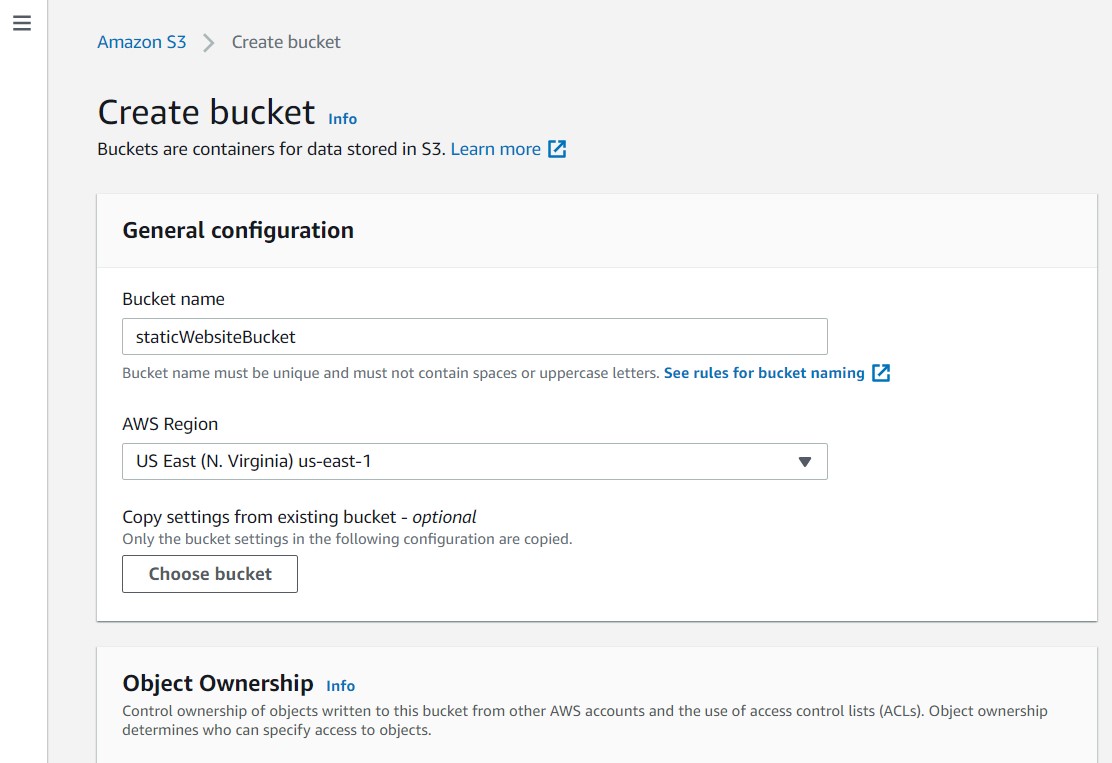 Amazon S3 > Create bucket
Create bucket Info
Buckets are containers for data stored in S3. Learn more
General configuration
Bucket name
staticWebsiteBucket
Bucket name must be unique and must not contain spaces or uppercase letters. See rules for bucket naming
AWS Region
US East (N. Virginia) us-east-1
Copy settings from existing bucket - optional
Only the bucket settings in the following configuration are copied.
Choose bucket
Object Ownership Info
Control ownership of objects written to this bucket from other AWS accounts and the use of access control lists (ACLs). Object ownership
determines who can specify access to objects.